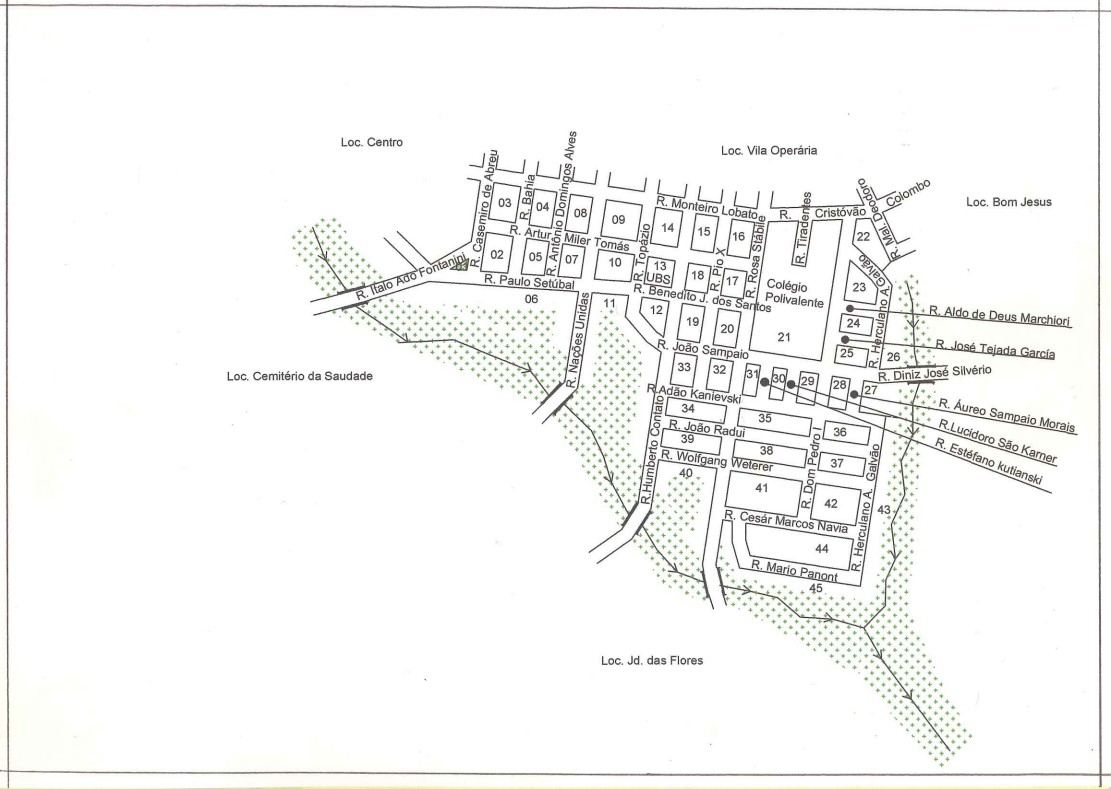 Loc. Centro
Loc. Vila Operária
Loc. Bom Jesus
Loc. Cemitério da Saudade
Loc. Jd. das Flores
R. Casemiro de Abreu
R. Bahia
R. Antônio Domingos Alves
R. Monteiro Lobato
R. Cristóvão Colombo
R. Mal. Deodoro
R. Tiradentes
R. Rosa Stábile
R. Pio X
R. Topázio
R. Artur Miler Tomás
R. Ítalo Ado Fontanini
R. Paulo Setúbal
R. Benedito J. dos Santos
R. Nações Unidas
R. João Sampaio
R. Herculano A. Galvão
R. Aldo de Deus Marchiori
R. José Tejada García
R. Diniz José Silvério
R. Áureo Sampaio Morais
R.Lucidoro São Karner
R. Estéfano kutianski
R.Adão Kanievski
R. João Radui
R. Wolfgang Weterer
R.Humberto Contato
R. Dom Pedro I
R. Herculano A. Galvão
R. Cesár Marcos Navia
R. Mario Panont
Colégio
Polivalente
03
04
08
09
14
15
16
22
02
05
07
10
13
UBS
18
17
23
06
11
12
19
20
21
24
25
26
33
32
31
30
29
28
27
34
35
36
39
38
37
40
41
42
43
44
45